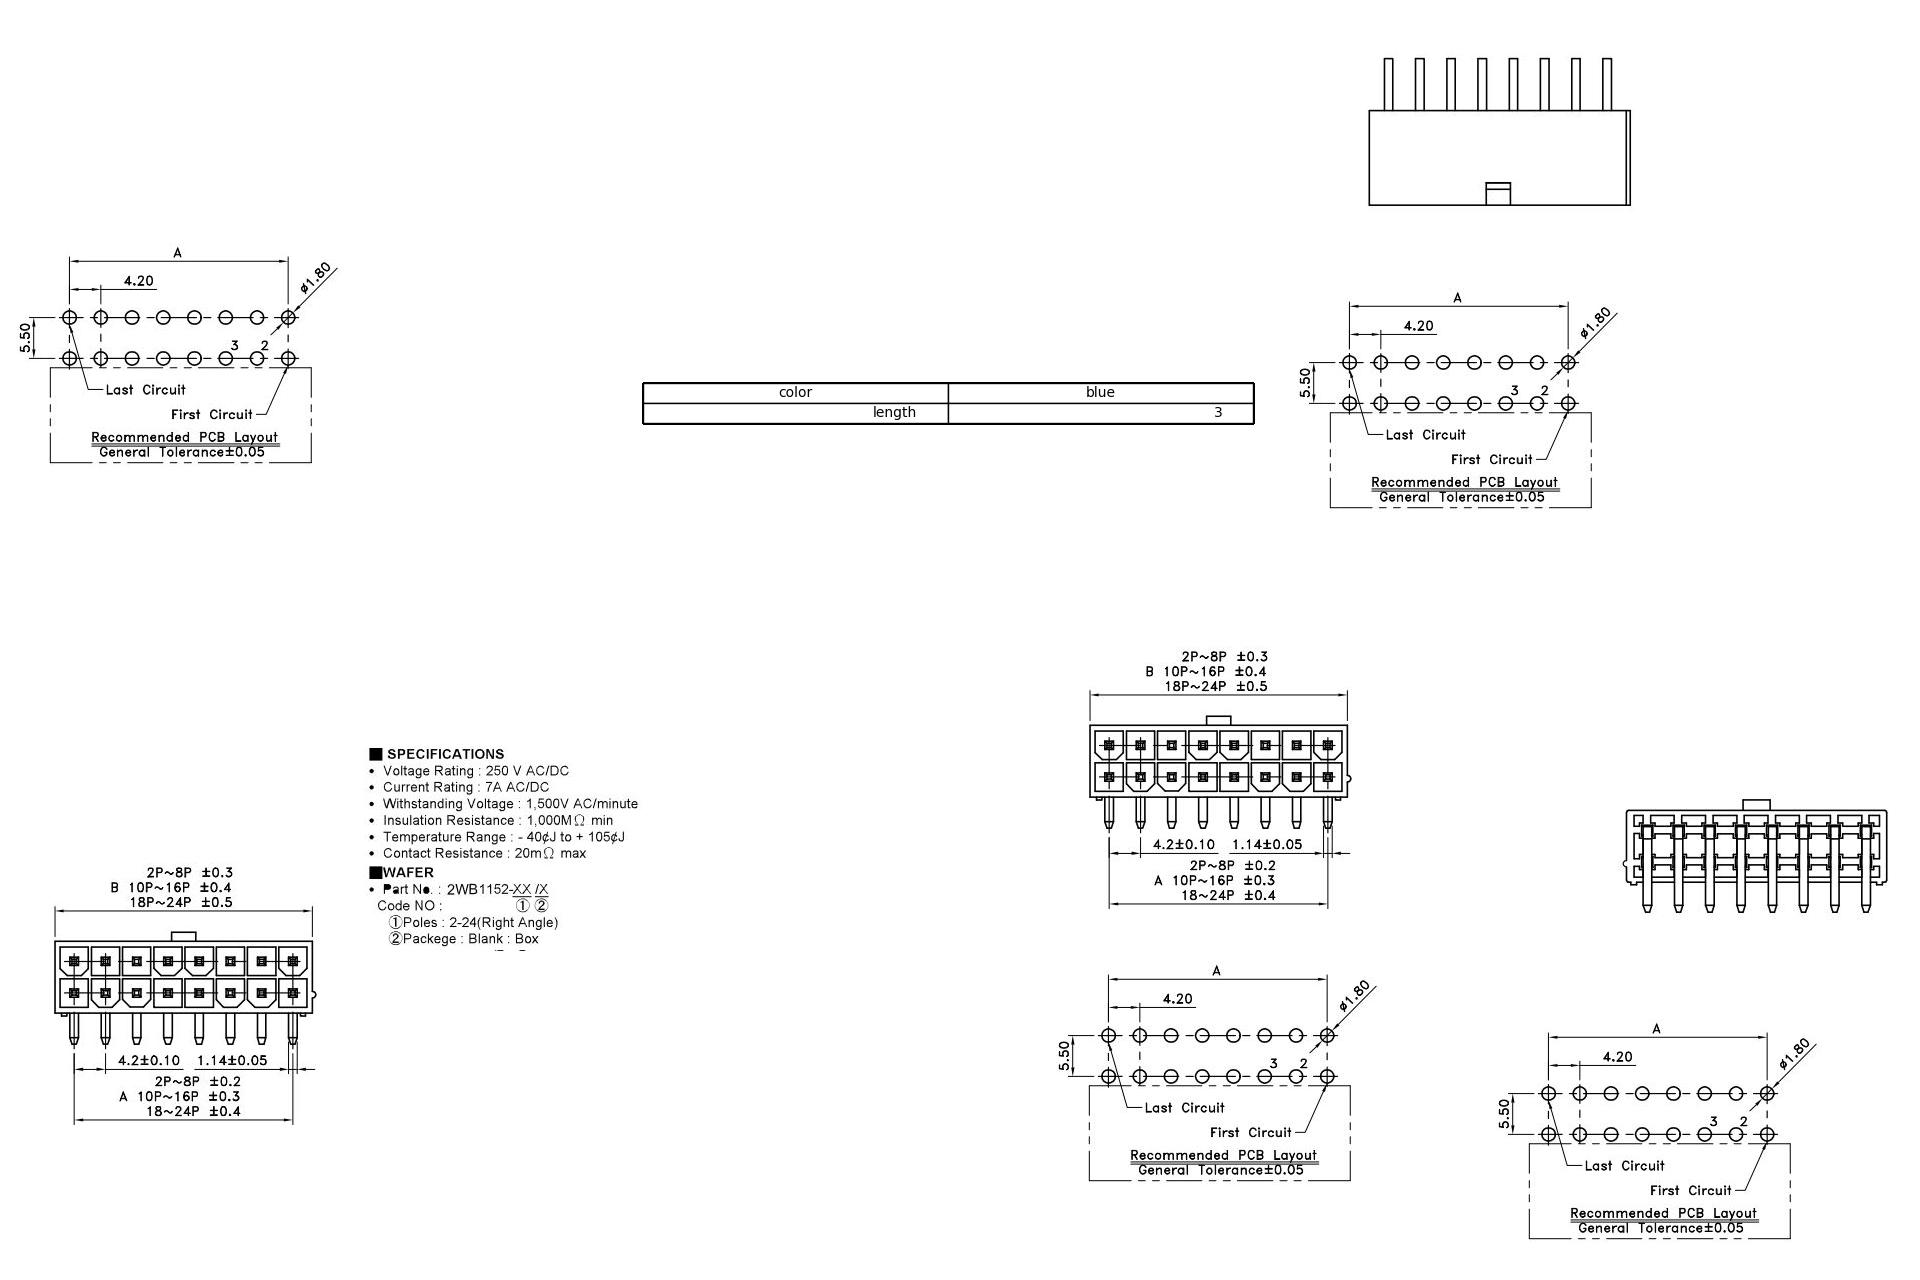 A
4.20
ø1.80
5.50
3 2
Last Circuit
First Circuit
Recommended PCB Layout
General Tolerance±0.05
color blue
length 3
A
4.20
ø1.80
5.50
3 2
Last Circuit
First Circuit
Recommended PCB Layout
General Tolerance±0.05
■ SPECIFICATIONS
• Voltage Rating : 250 V AC/DC
• Current Rating : 7A AC/DC
• Withstanding Voltage : 1,500V AC/minute
• Insulation Resistance : 1,000MΩ min
• Temperature Range : - 40¢J to + 105¢J
• Contact Resistance : 20mΩ max
■WAFER
• Part No. : 2WB1152-XX /X
Code NO : ① ②
①Poles : 2-24(Right Angle)
②Packege : Blank : Box
2P~8P ±0.3
B 10P~16P ±0.4
18P~24P ±0.5
4.2±0.10 1.14±0.05
2P~8P ±0.2
A 10P~16P ±0.3
18~24P ±0.4
2P~8P ±0.3
B 10P~16P ±0.4
18P~24P ±0.5
4.2±0.10 1.14±0.05
2P~8P ±0.2
A 10P~16P ±0.3
18~24P ±0.4
A
4.20
ø1.80
5.50
3 2
Last Circuit
First Circuit
Recommended PCB Layout
General Tolerance±0.05
A
4.20
ø1.80
5.50
3 2
Last Circuit
First Circuit
Recommended PCB Layout
General Tolerance±0.05